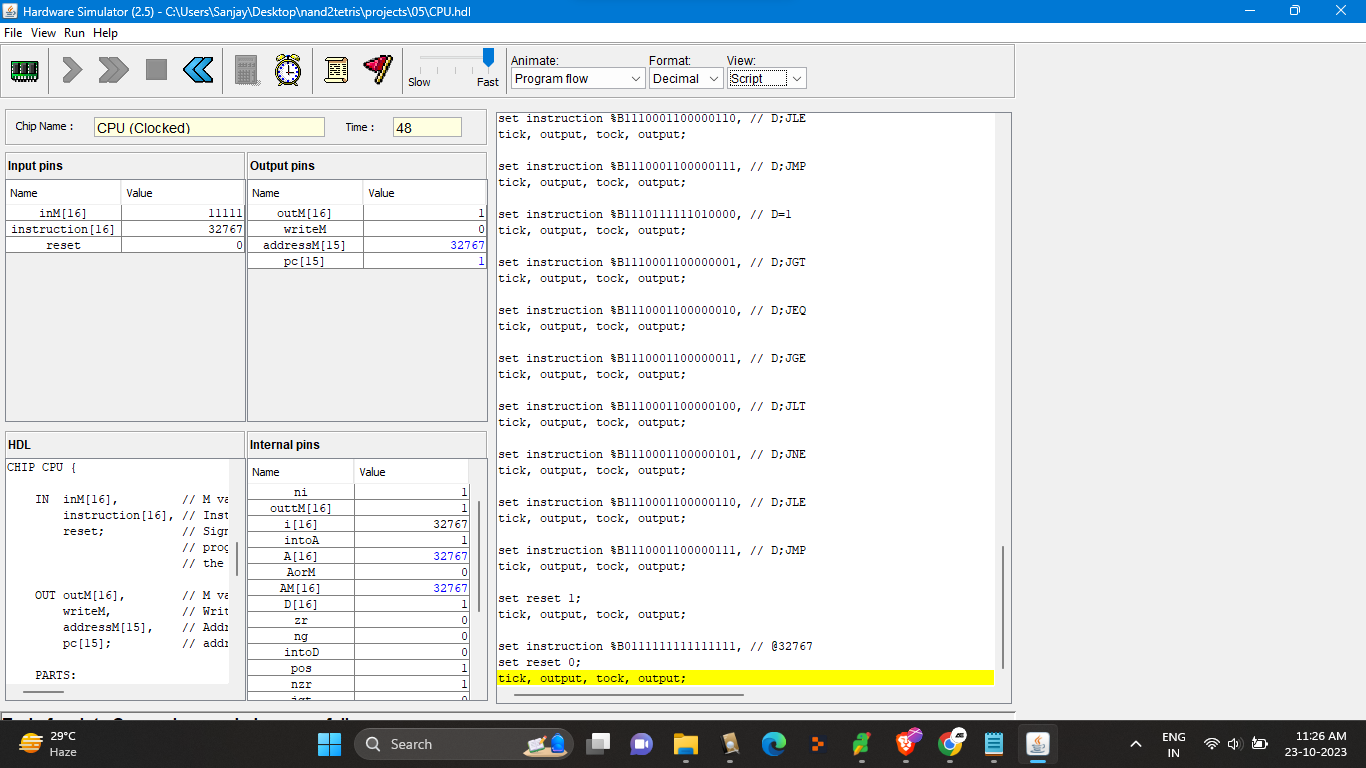 Hardware Simulator (2.5) - C:\Users\Sanjay\Desktop\nand2tetris\projects\05\CPU.hdl
File View Run Help
Slow Fast
Animate: Format: View:
Program flow Decimal Script
Chip Name : CPU (Clocked) Time : 48
Input pins
Name Value
inM[16] 11111
instruction[16] 32767
reset 0
Output pins
Name Value
outM[16] 1
writeM 0
addressM[15] 32767
pc[15] 1
HDL
CHIP CPU {
IN inM[16], // M va
instruction[16], // Inst
reset; // Sign
// prog
// the
OUT outM[16], // M va
writeM, // Writ
addressM[15], // Addr
pc[15]; // addr
PARTS:
Internal pins
Name Value
ni 1
outtM[16] 1
i[16] 32767
intoA 1
A[16] 32767
AorM 0
AM[16] 32767
D[16] 1
zr 0
ng 0
intoD 0
pos 1
nzr 1
set instruction %B1110001100000110, // D;JLE
tick, output, tock, output;
set instruction %B1110001100000111, // D;JMP
tick, output, tock, output;
set instruction %B1110111111010000, // D=1
tick, output, tock, output;
set instruction %B1110001100000001, // D;JGT
tick, output, tock, output;
set instruction %B1110001100000010, // D;JEQ
tick, output, tock, output;
set instruction %B1110001100000011, // D;JGE
tick, output, tock, output;
set instruction %B1110001100000100, // D;JLT
tick, output, tock, output;
set instruction %B1110001100000101, // D;JNE
tick, output, tock, output;
set instruction %B1110001100000110, // D;JLE
tick, output, tock, output;
set instruction %B1110001100000111, // D;JMP
tick, output, tock, output;
set reset 1;
tick, output, tock, output;
set instruction %B0111111111111111, // @32767
set reset 0;
tick, output, tock, output;
29°C
Haze
Search
ENG
IN
11:26 AM
23-10-2023